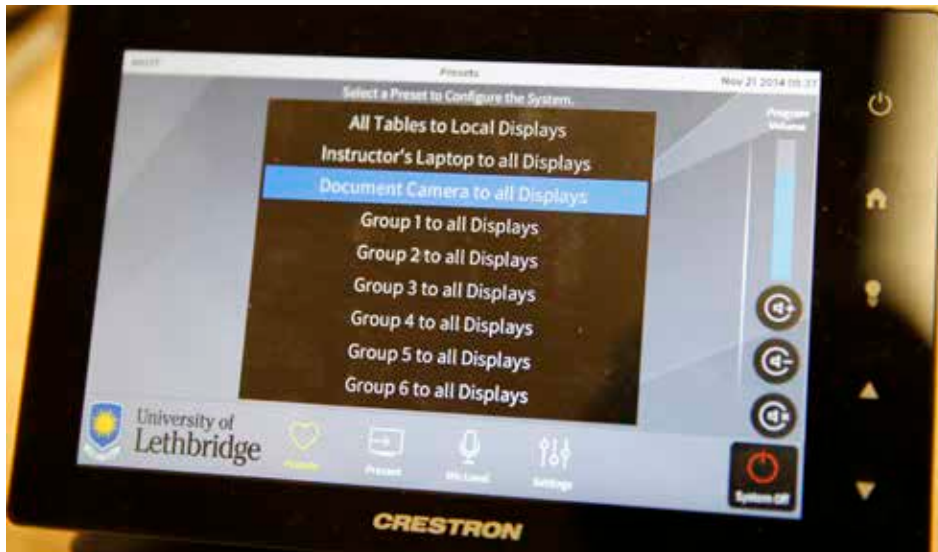 Presets
Nov 21 2014
Select a Preset to Configure the System.
Program
Volume
All Tables to Local Displays
Instructor's Laptop to all Displays
Document Camera to all Displays
Group 1 to all Displays
Group 2 to all Displays
Group 3 to all Displays
Group 4 to all Displays
Group 5 to all Displays
Group 6 to all Displays
University of
Lethbridge
Presets
Present
Mic Level
Settings
System Off
CRESTRON